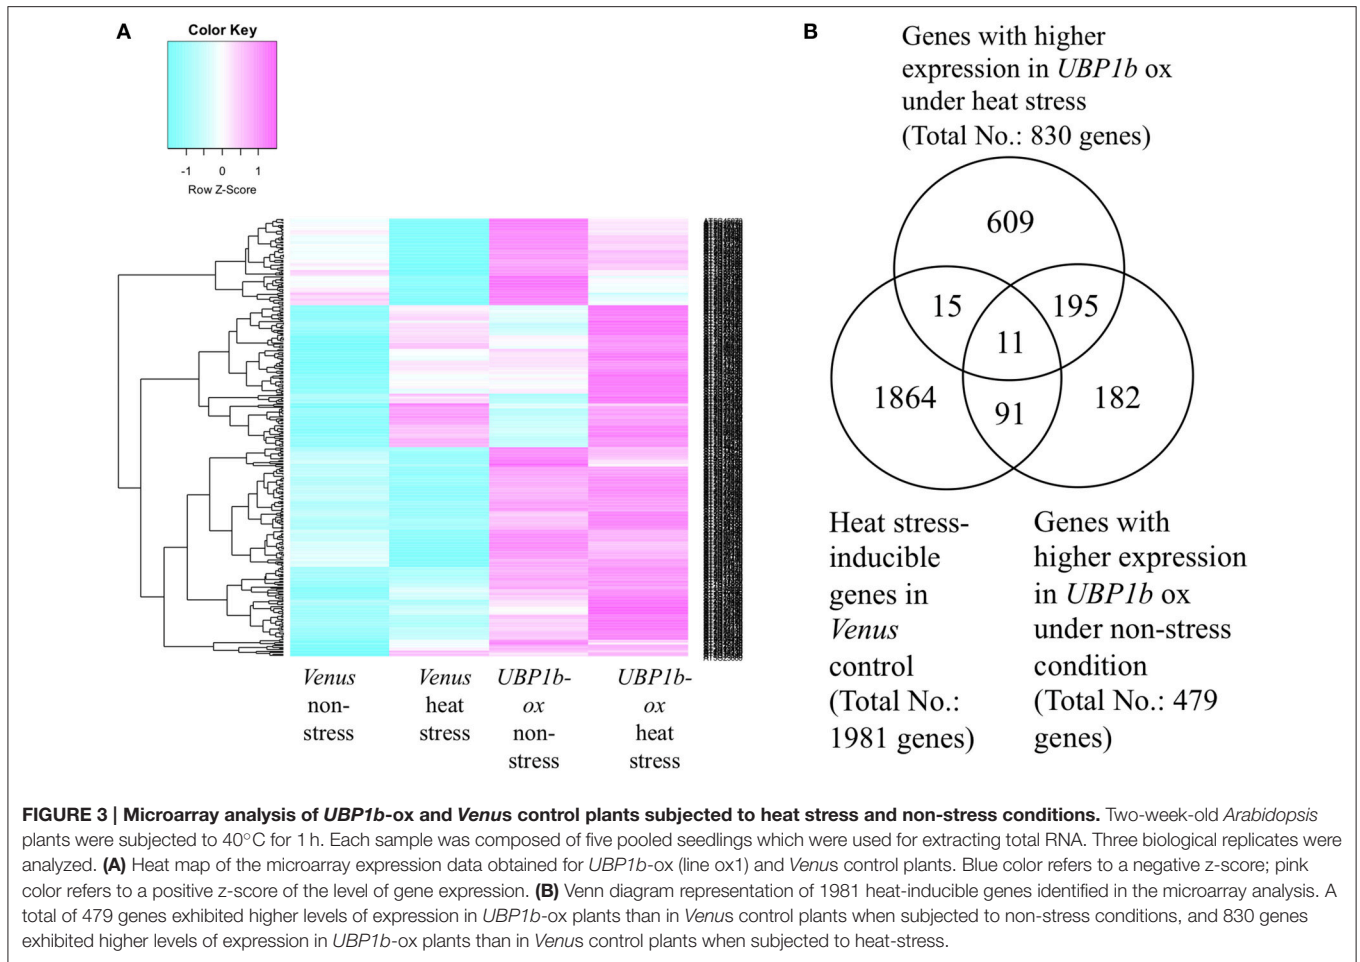 A
Color Key
-1 0 1
Row Z-Score
Venus
non-
stress
Venus
heat
stress
UBP1b-
ox
non-
stress
UBP1b-
ox
heat
stress
B
Genes with higher
expression in UBP1b ox
under heat stress
(Total No.: 830 genes)
609
15
195
11
1864
91
182
Heat stress-
inducible
genes in
Venus
control
(Total No.:
1981 genes)
Genes with
higher expression
in UBP1b ox
under non-stress
condition
(Total No.: 479
genes)
FIGURE 3 | Microarray analysis of UBP1b-ox and Venus control plants subjected to heat stress and non-stress conditions. Two-week-old Arabidopsis
plants were subjected to 40°C for 1 h. Each sample was composed of five pooled seedlings which were used for extracting total RNA. Three biological replicates were
analyzed. (A) Heat map of the microarray expression data obtained for UBP1b-ox (line ox1) and Venus control plants. Blue color refers to a negative z-score; pink
color refers to a positive z-score of the level of gene expression. (B) Venn diagram representation of 1981 heat-inducible genes identified in the microarray analysis. A
total of 479 genes exhibited higher levels of expression in UBP1b-ox plants than in Venus control plants when subjected to non-stress conditions, and 830 genes
exhibited higher levels of expression in UBP1b-ox plants than in Venus control plants when subjected to heat-stress.